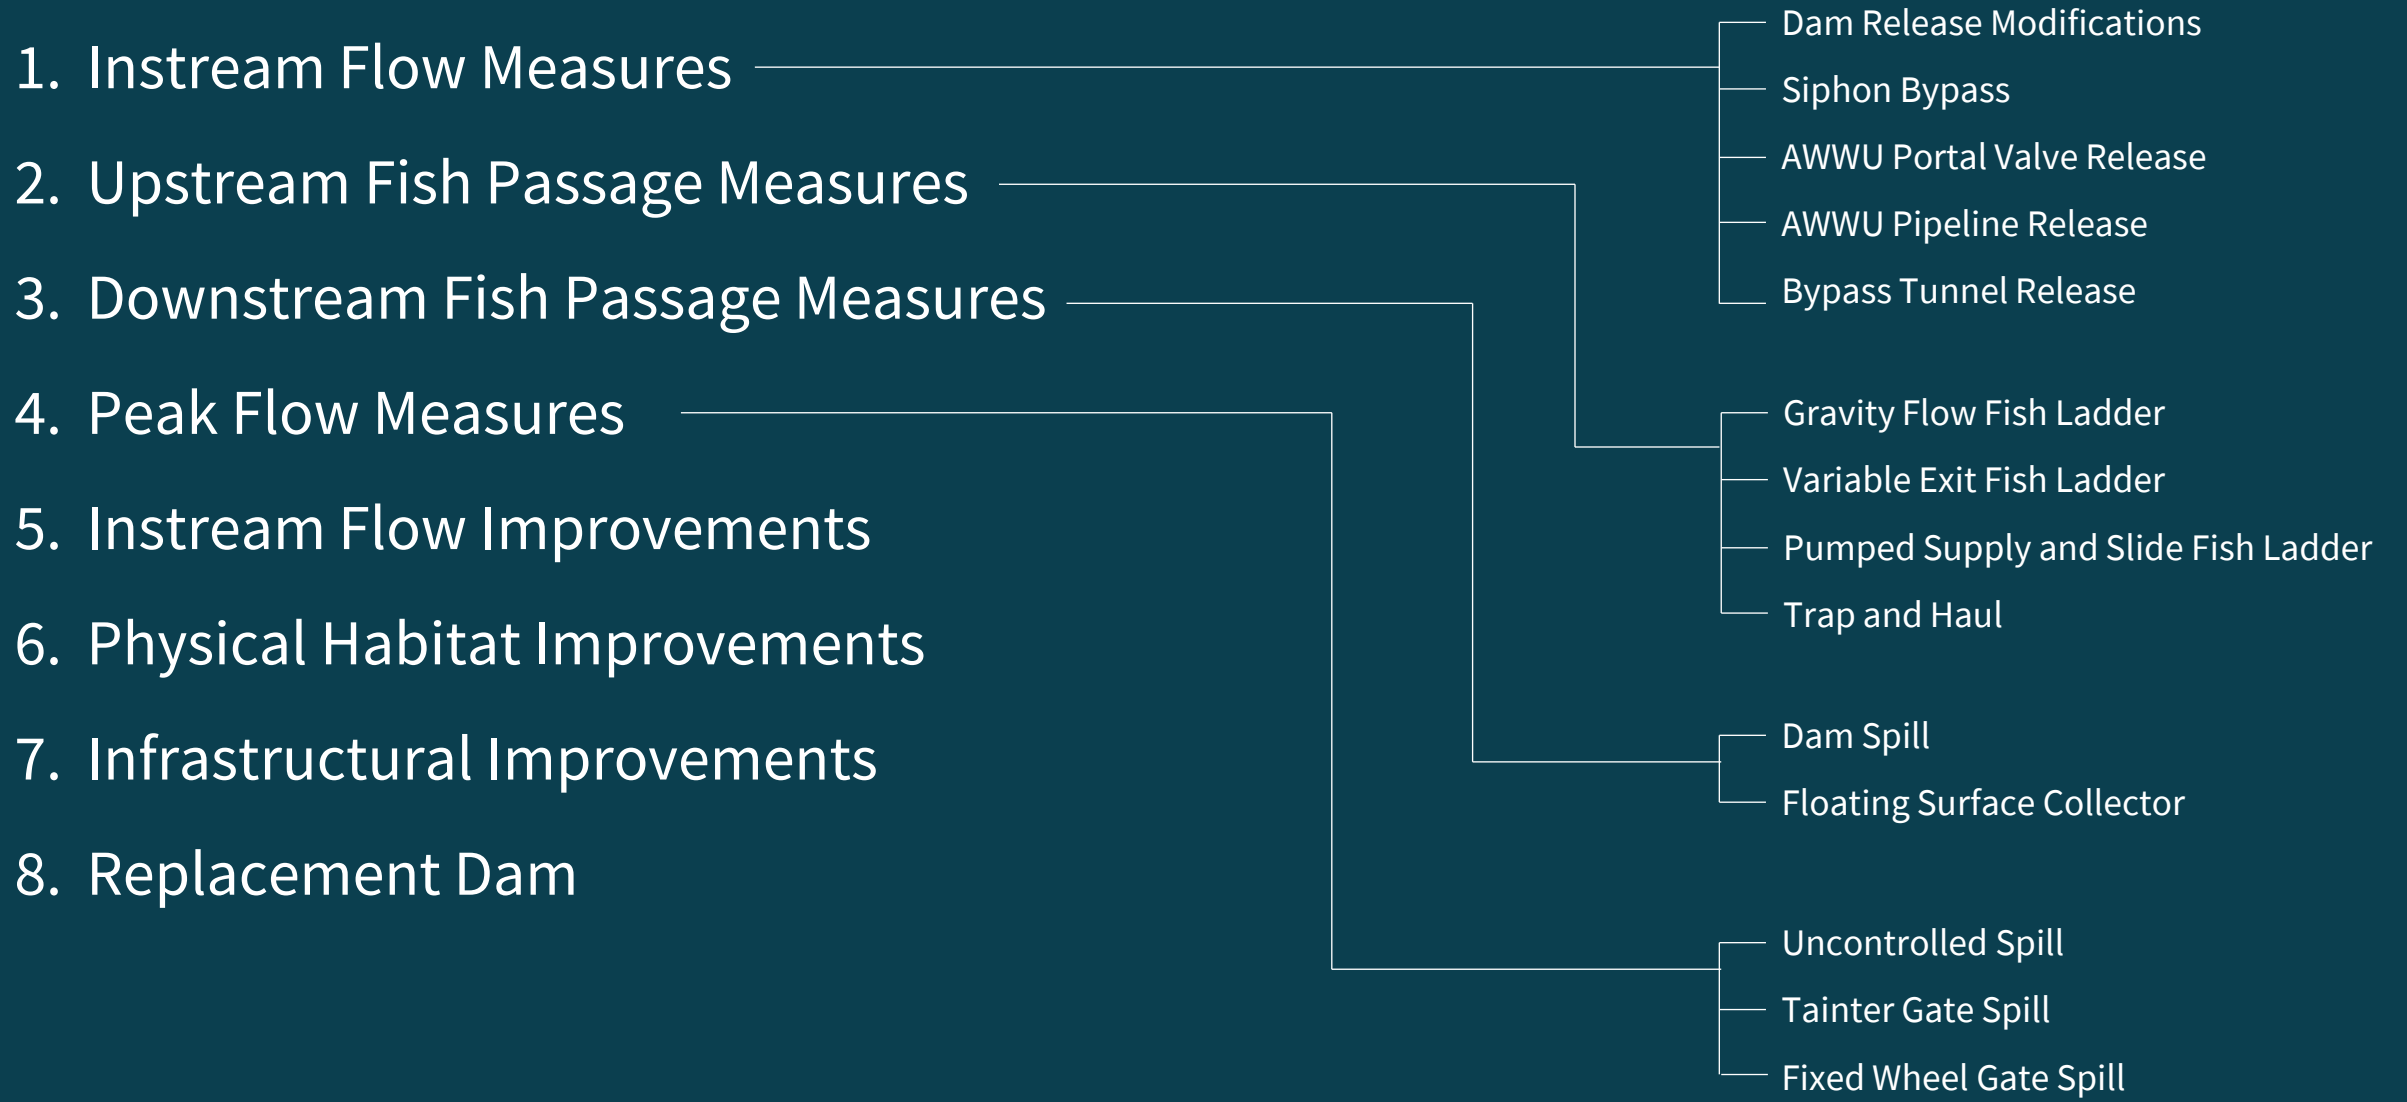 1. Instream Flow Measures
2. Upstream Fish Passage Measures
3. Downstream Fish Passage Measures
4. Peak Flow Measures
5. Instream Flow Improvements
6. Physical Habitat Improvements
7. Infrastructural Improvements
8. Replacement Dam
Dam Release Modifications
Siphon Bypass
AWWU Portal Valve Release
AWWU Pipeline Release
Bypass Tunnel Release
Gravity Flow Fish Ladder
Variable Exit Fish Ladder
Pumped Supply and Slide Fish Ladder
Trap and Haul
Dam Spill
Floating Surface Collector
Uncontrolled Spill
Tainter Gate Spill
Fixed Wheel Gate Spill